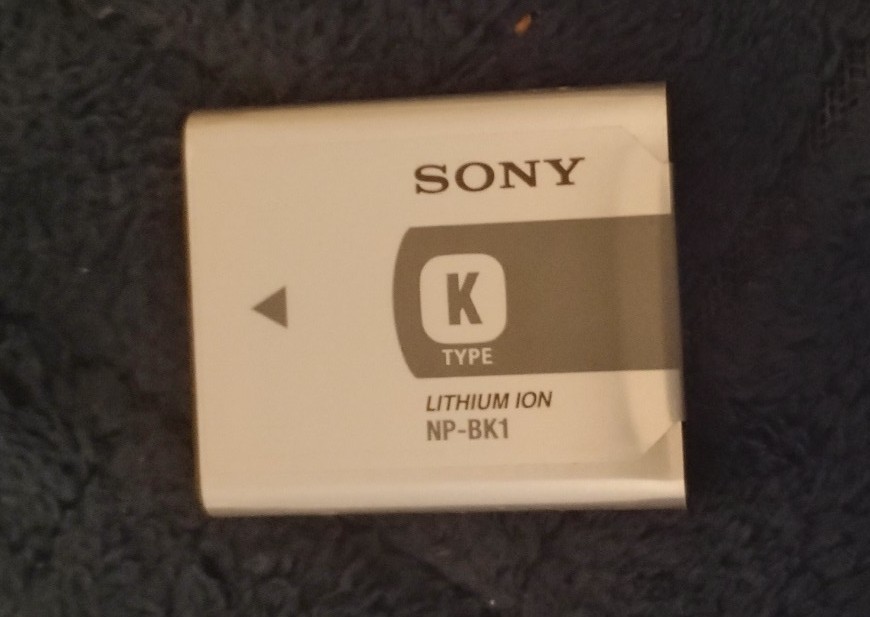 SONY
K
TYPE
LITHIUM ION
NP-BK1